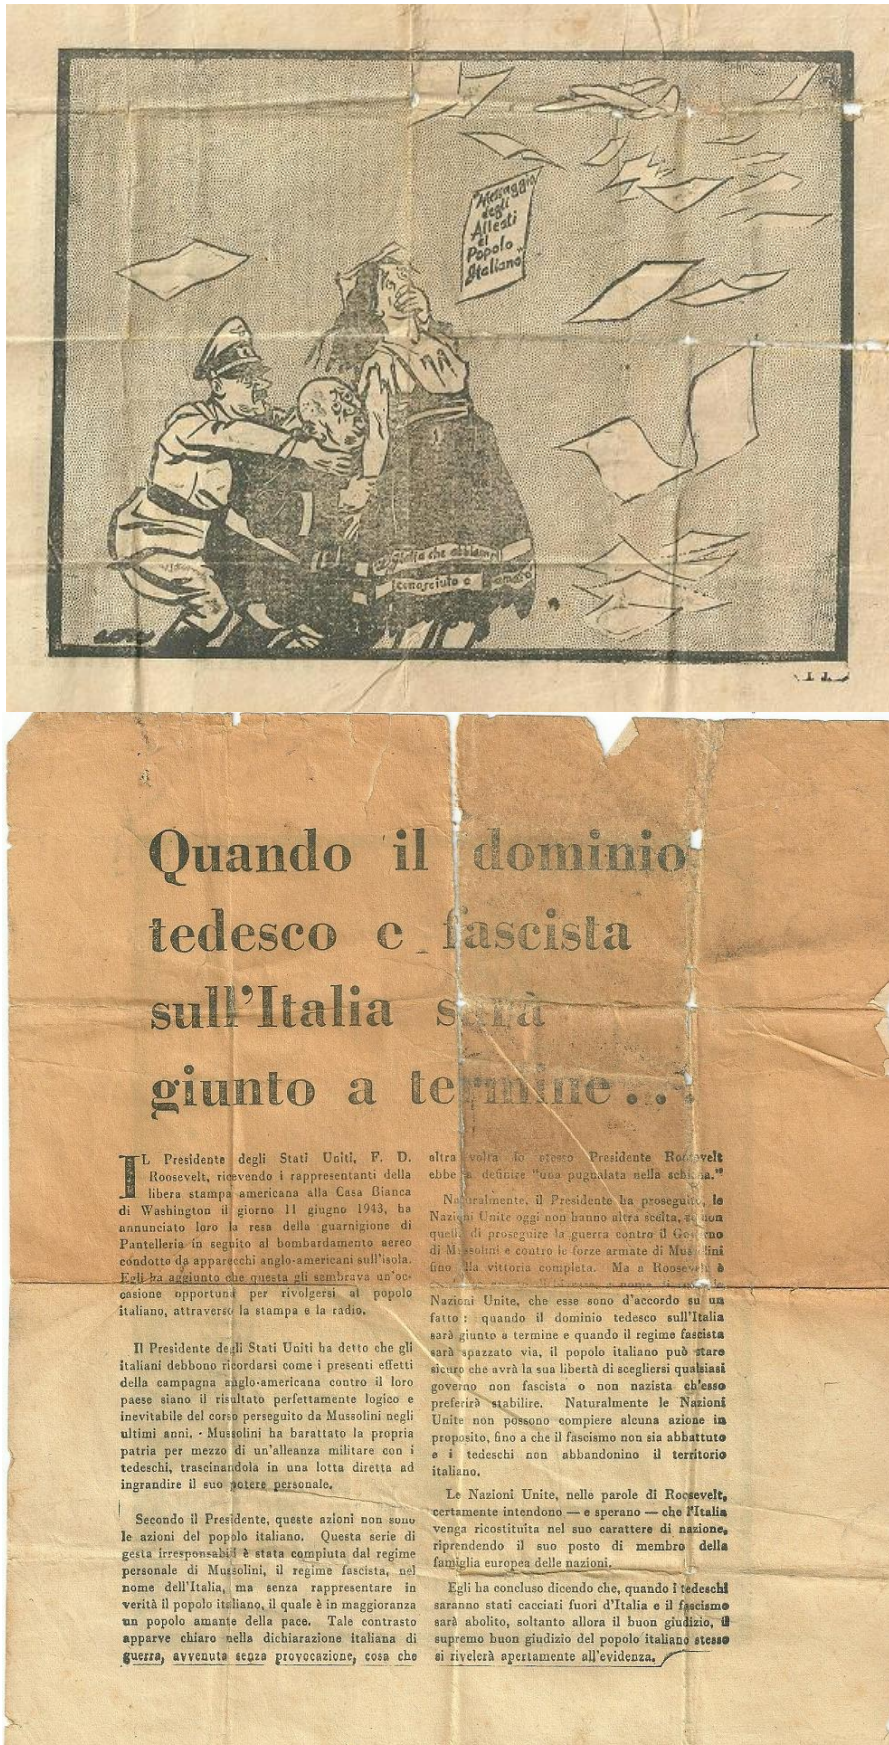 "Messaggio
degli
Alleati
al
Popolo
Italiano"
L'Italia che abbiamo
conosciuto e
Quando il dominio
tedesco e fascista
sull'Italia sarà
giunto a termine...
IL Presidente degli Stati Uniti, F. D.
Roosevelt, ricevendo i rappresentanti della
libera stampa americana alla Casa Bianca
di Washington il giorno 11 giugno 1943, ha
annunciato loro la resa della guarnigione di
Pantelleria in seguito al bombardamento aereo
condotto da apparecchi anglo-americani sull'isola.
Egli ha aggiunto che questa gli sembrava un'oc-
casione opportuna per rivolgersi al popolo
italiano, attraverso la stampa e la radio.
Il Presidente degli Stati Uniti ha detto che gli
italiani debbono ricordarsi come i presenti effetti
della campagna anglo-americana contro il loro
paese siano il risultato perfettamente logico e
inevitabile del corso perseguito da Mussolini negli
ultimi anni. Mussolini ha barattato la propria
patria per mezzo di un'alleanza militare con i
tedeschi, trascinandola in una lotta diretta ad
ingrandire il suo potere personale.
Secondo il Presidente, queste azioni non sono
le azioni del popolo italiano. Questa serie di
gesta irresponsabili è stata compiuta dal regime
personale di Mussolini, il regime fascista, nel
nome dell'Italia, ma senza rappresentare in
verità il popolo italiano, il quale è in maggioranza
un popolo amante della pace. Tale contrasto
apparve chiaro nella dichiarazione italiana di
guerra, avvenuta senza provocazione, cosa che
altra volta lo stesso Presidente Roosevelt
ebbe a definire "una pugnalata nella schiena."
Naturalmente, il Presidente ha proseguito, le
Nazioni Unite oggi non hanno altra scelta, se non
quella di proseguire la guerra contro il Governo
di Mussolini e contro le forze armate di Mussolini
fino alla vittoria completa. Ma a Roosevelt è
Nazioni Unite, che esse sono d'accordo su un
fatto: quando il dominio tedesco sull'Italia
sarà giunto a termine e quando il regime fascista
sarà spazzato via, il popolo italiano può stare
sicuro che avrà la sua libertà di scegliersi qualsiasi
governo non fascista o non nazista ch'esso
preferirà stabilire. Naturalmente le Nazioni
Unite non possono compiere alcuna azione in
proposito, fino a che il fascismo non sia abbattuto
e i tedeschi non abbandonino il territorio
italiano.
Le Nazioni Unite, nelle parole di Roosevelt,
certamente intendono — e sperano — che l'Italia
venga ricostituita nel suo carattere di nazione,
riprendendo il suo posto di membro della
famiglia europea delle nazioni.
Egli ha concluso dicendo che, quando i tedeschi
saranno stati cacciati fuori d'Italia e il fascismo
sarà abolito, soltanto allora il buon giudizio, il
supremo buon giudizio del popolo italiano stesso
si rivelerà apertamente all'evidenza.